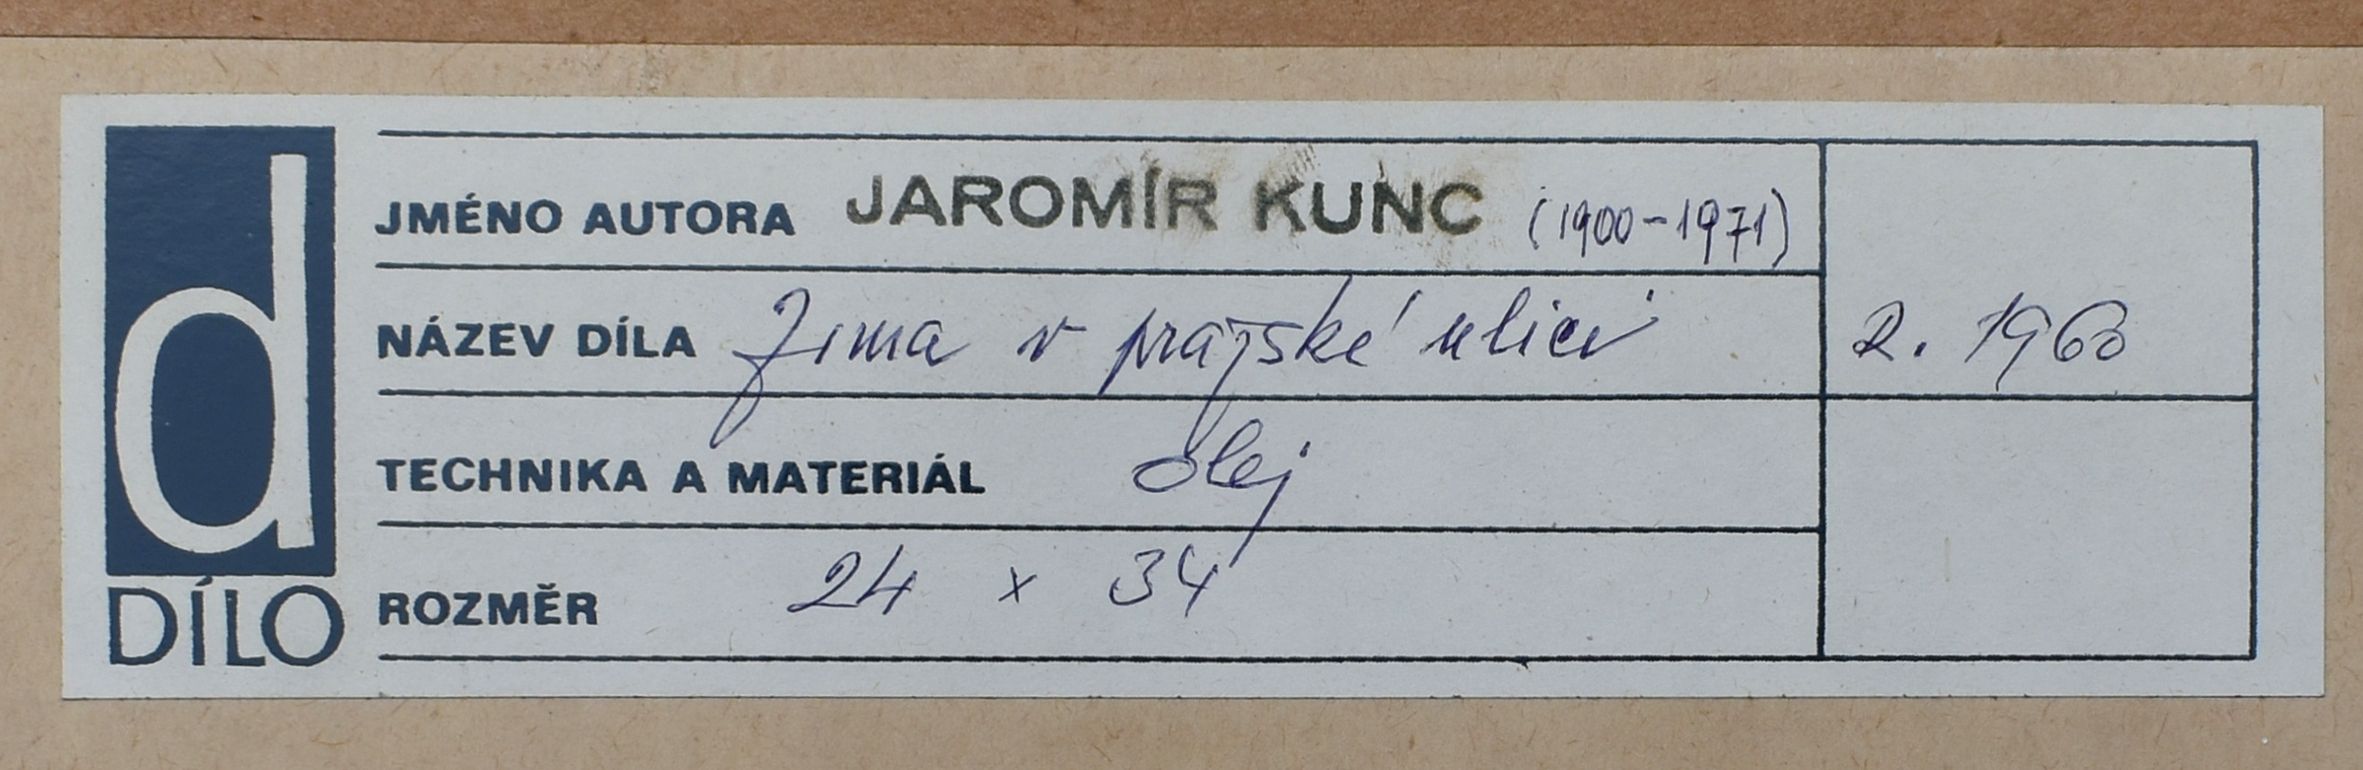 d
DÍLO
JMÉNO AUTORA JAROMÍR KUNC (1900-1971)
NÁZEV DÍLA Zima v pražské ulici R. 1960
TECHNIKA A MATERIÁL olej
ROZMĚR 24 x 34